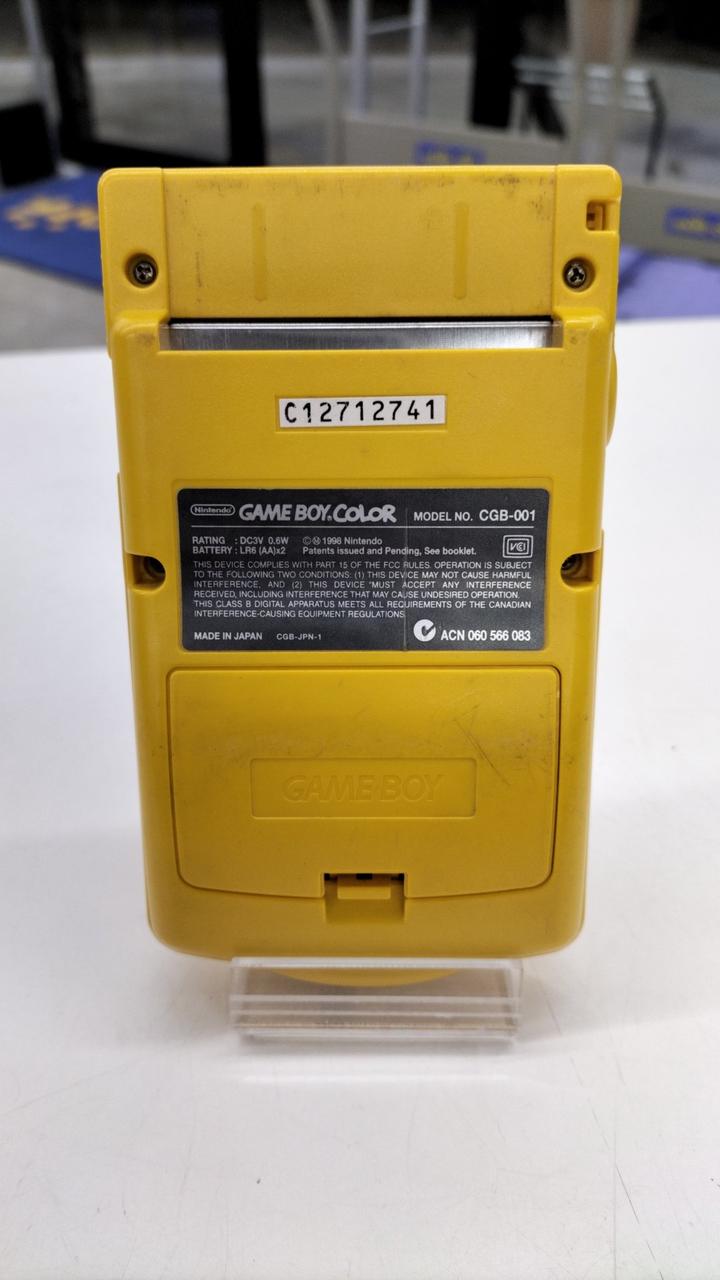 C12712741
Nintendo GAME BOY COLOR MODEL NO. CGB-001
RATING : DC3V 0.6W ©Ⓜ 1998 Nintendo
BATTERY : LR6 (AA)x2 Patents issued and Pending, See booklet.
VCI
THIS DEVICE COMPLIES WITH PART 15 OF THE FCC RULES. OPERATION IS SUBJECT
TO THE FOLLOWING TWO CONDITIONS: (1) THIS DEVICE MAY NOT CAUSE HARMFUL
INTERFERENCE, AND (2) THIS DEVICE "MUST ACCEPT ANY INTERFERENCE
RECEIVED, INCLUDING INTERFERENCE THAT MAY CAUSE UNDESIRED OPERATION.
THIS CLASS B DIGITAL APPARATUS MEETS ALL REQUIREMENTS OF THE CANADIAN
INTERFERENCE-CAUSING EQUIPMENT REGULATIONS.
MADE IN JAPAN CGB-JPN-1 ACN 060 566 083
GAME BOY